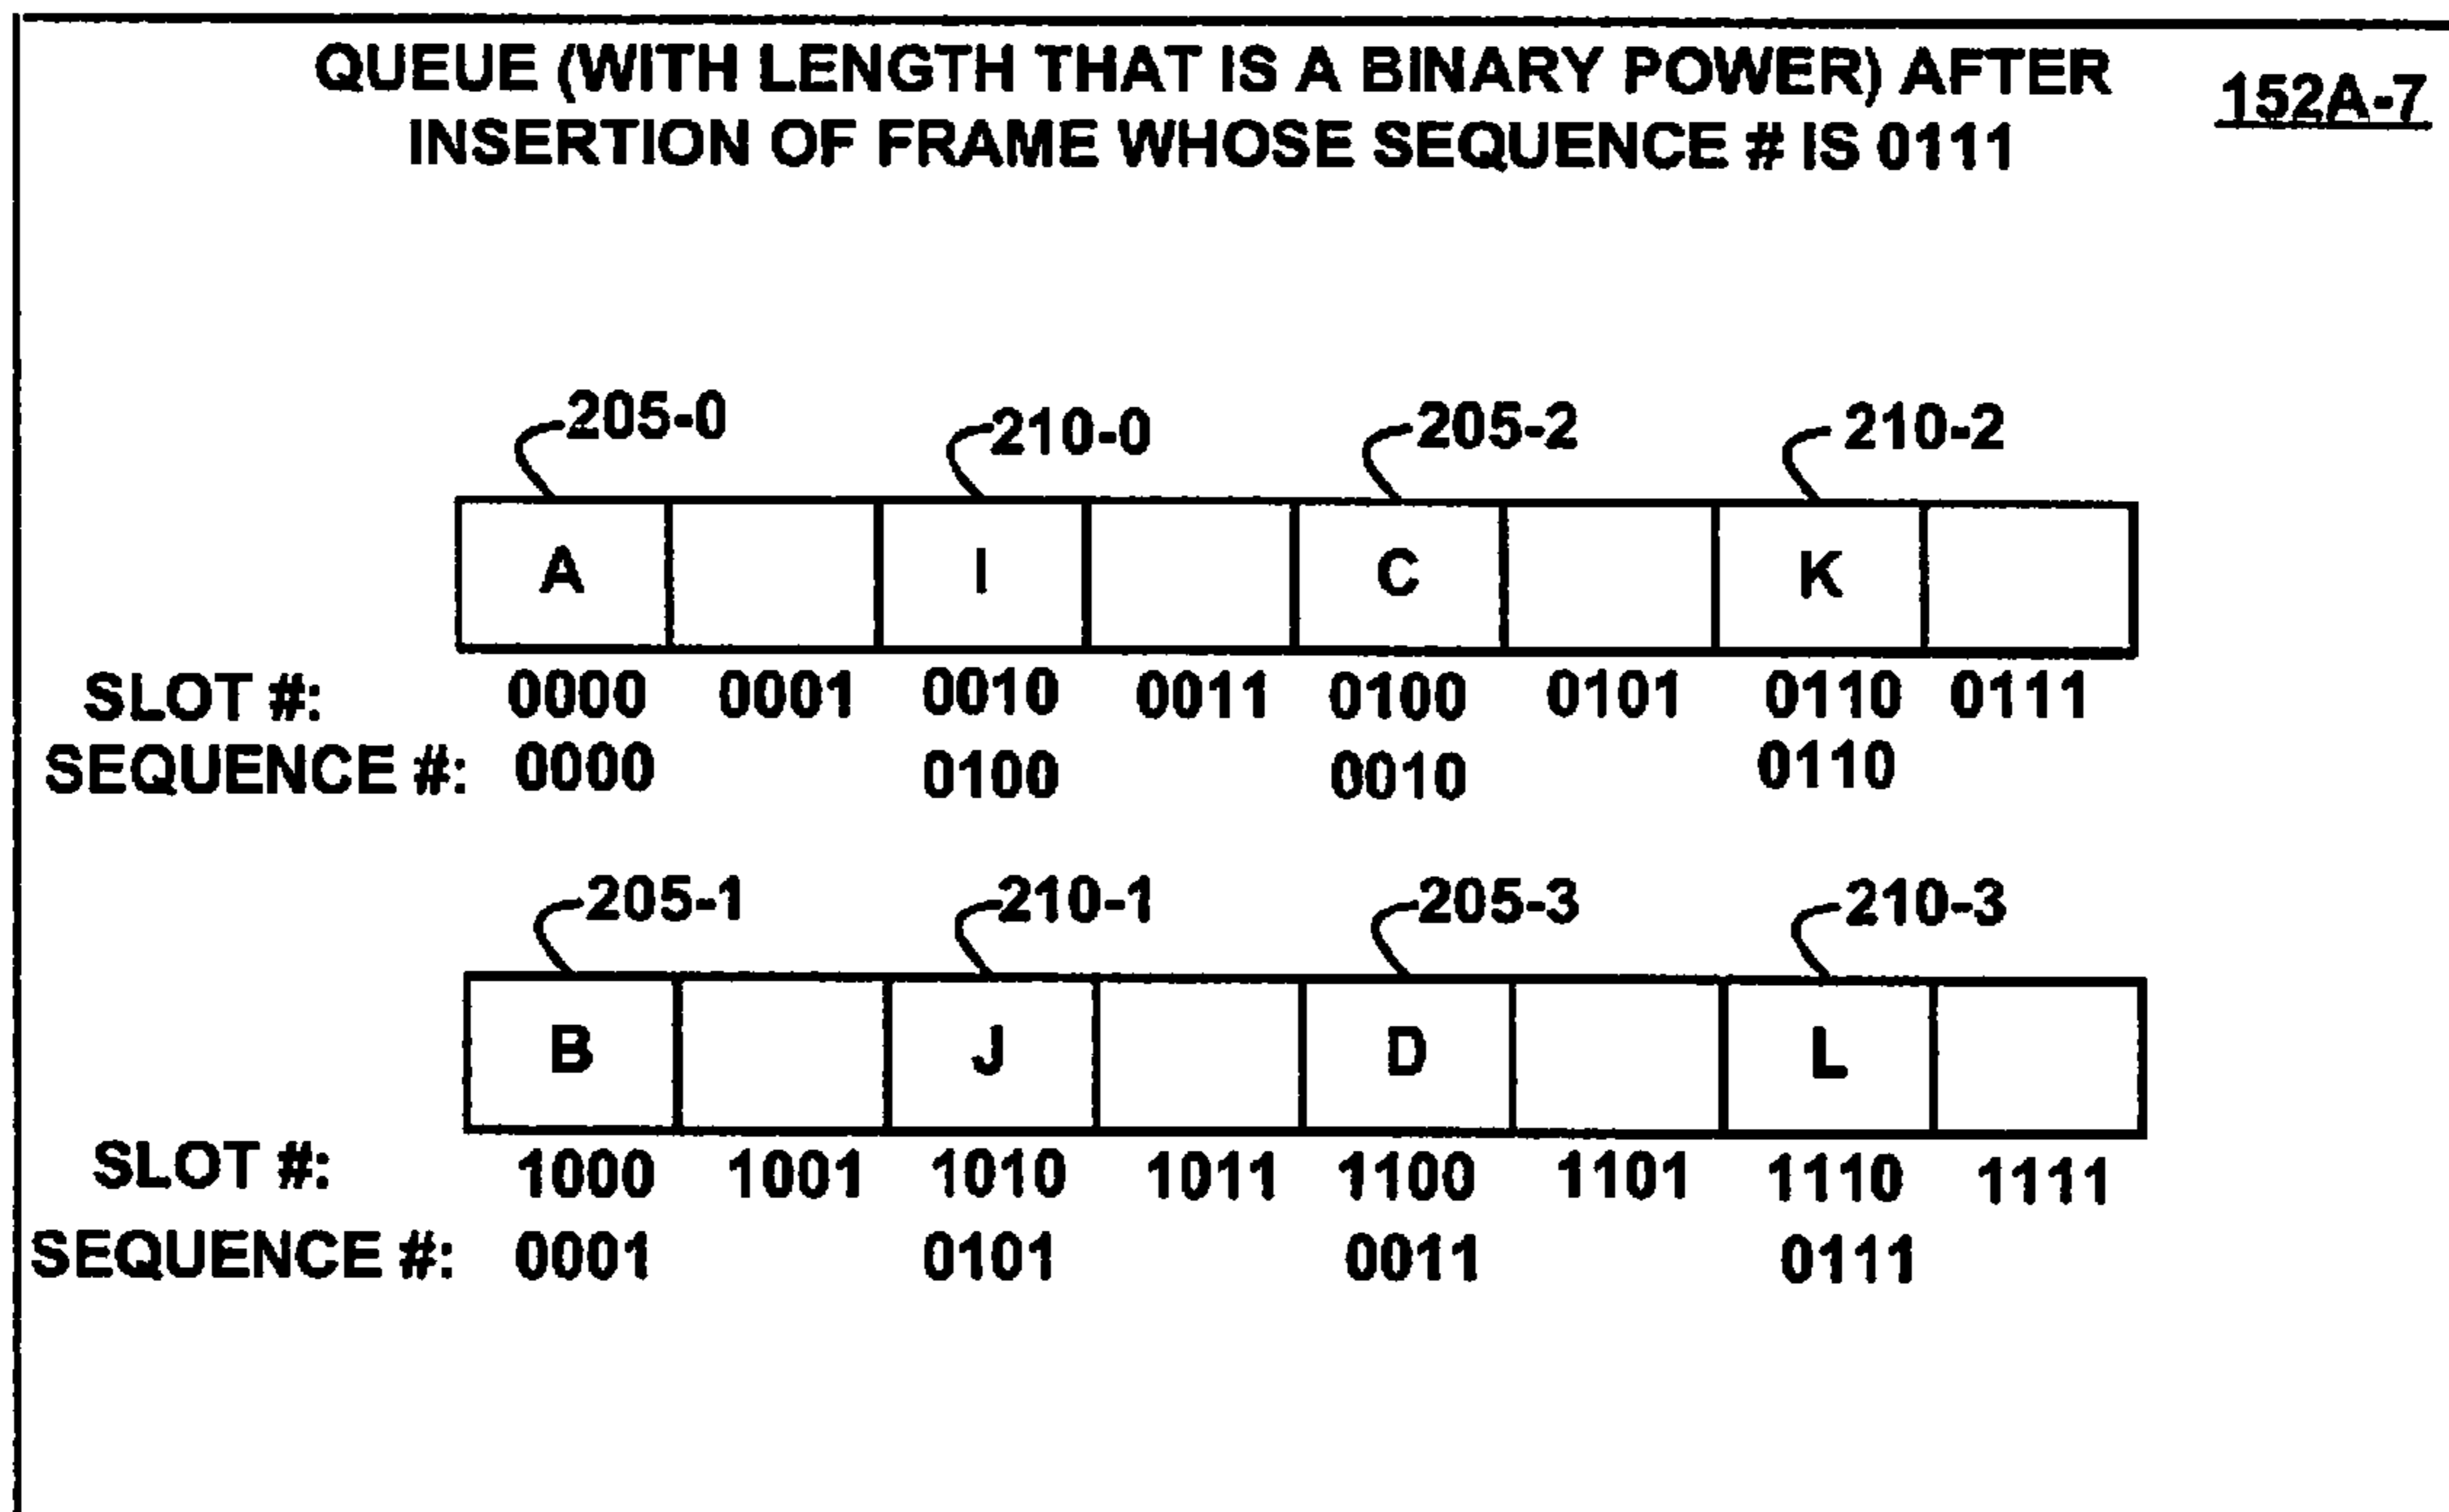 QUEUE (WITH LENGTH THAT IS A BINARY POWER) AFTER
INSERTION OF FRAME WHOSE SEQUENCE # IS 0111
152A-7
205-0 210-0 205-2 210-2
A I C K
SLOT #: 0000 0001 0010 0011 0100 0101 0110 0111
SEQUENCE #: 0000 0100 0010 0110
205-1 210-1 205-3 210-3
B J D L
SLOT #: 1000 1001 1010 1011 1100 1101 1110 1111
SEQUENCE #: 0001 0101 0011 0111